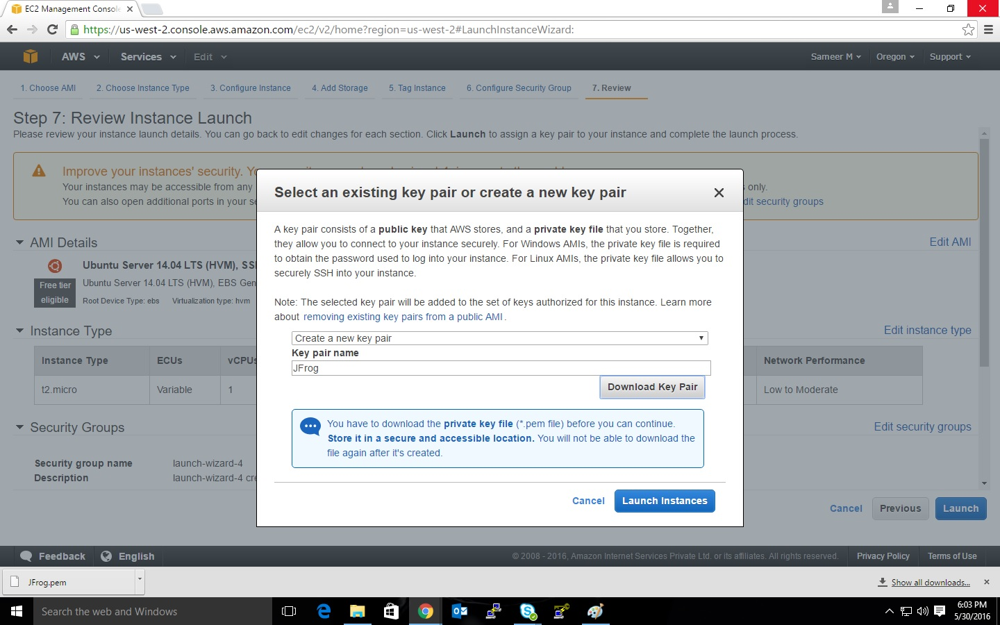 EC2 Management Consol
https://us-west-2.console.aws.amazon.com/ec2/v2/home?region=us-west-2#LaunchInstanceWizard:
AWS Services Edit Sameer M Oregon Support
1. Choose AMI 2. Choose Instance Type 3. Configure Instance 4. Add Storage 5. Tag Instance 6. Configure Security Group 7. Review
Step 7: Review Instance Launch
Please review your instance launch details. You can go back to edit changes for each section. Click Launch to assign a key pair to your instance and complete the launch process.
Improve your instances' security.
Your instances may be accessible from any
only.
You can also open additional ports in your
dit security groups
Select an existing key pair or create a new key pair
A key pair consists of a public key that AWS stores, and a private key file that you store. Together,
they allow you to connect to your instance securely. For Windows AMIs, the private key file is required
to obtain the password used to log into your instance. For Linux AMIs, the private key file allows you to
securely SSH into your instance.
Note: The selected key pair will be added to the set of keys authorized for this instance. Learn more
about removing existing key pairs from a public AMI.
Create a new key pair
Key pair name
JFrog
Download Key Pair
You have to download the private key file (*.pem file) before you can continue.
Store it in a secure and accessible location. You will not be able to download the
file again after it's created.
Cancel Launch Instances
AMI Details Edit AMI
Ubuntu Server 14.04 LTS (HVM), SS
Free tier
eligible
Ubuntu Server 14.04 LTS (HVM), EBS Gen
Root Device Type: ebs Virtualization type: hvm
Instance Type Edit instance type
Instance Type ECUs vCPUs Network Performance
t2.micro Variable 1 Low to Moderate
Security Groups Edit security groups
Security group name launch-wizard-4
Description launch-wizard-4 cre
Cancel Previous Launch
Feedback English © 2008 - 2016, Amazon Internet Services Private Ltd. or its affiliates. All rights reserved. Privacy Policy Terms of Use
JFrog.pem Show all downloads...
Search the web and Windows
6:03 PM
5/30/2016